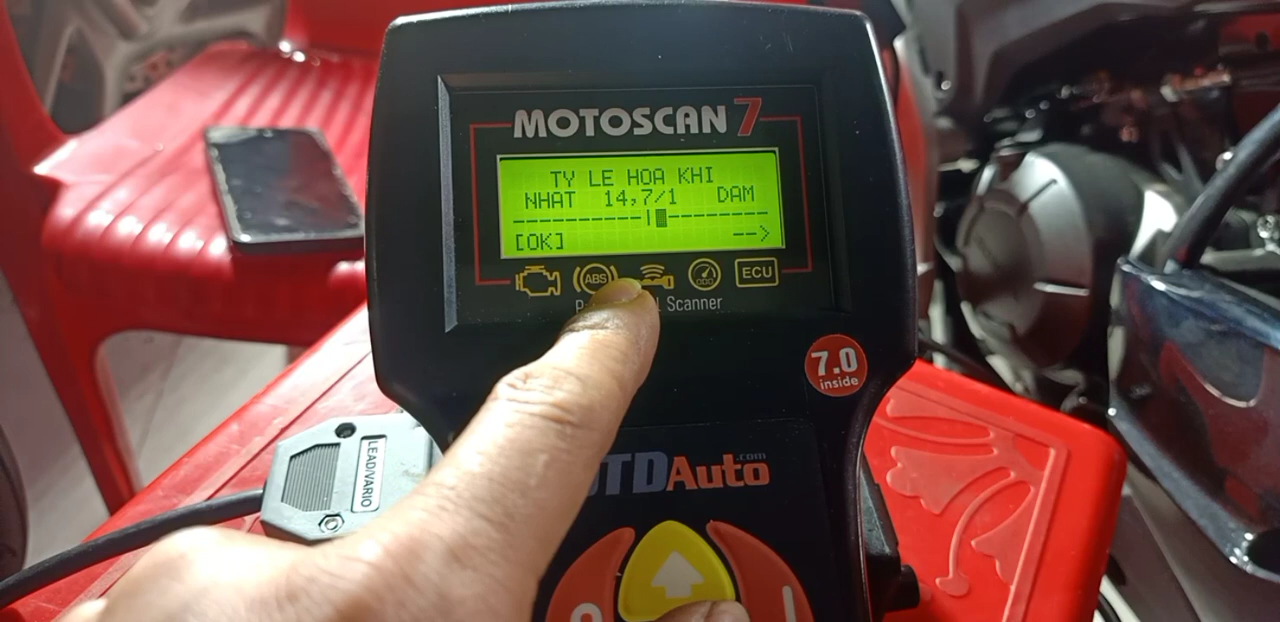 MOTOSCAN 7
TY LE HOA KHI
NHAT 14,7/1 DAM
[OK] -->
ABS
ODO
ECU
Scanner
7.0
inside
LEAD/VARIO
TDAuto.com